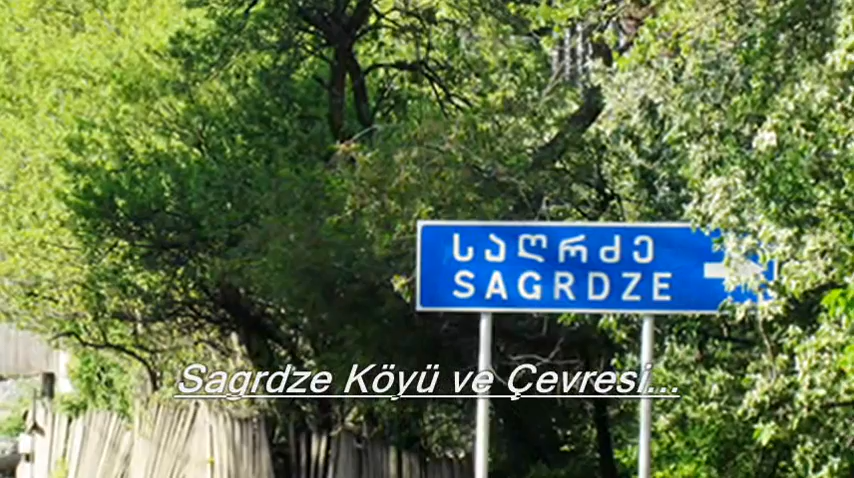 საღრძე
SAGRDZE
Sagrdze Köyü ve Çevresi...